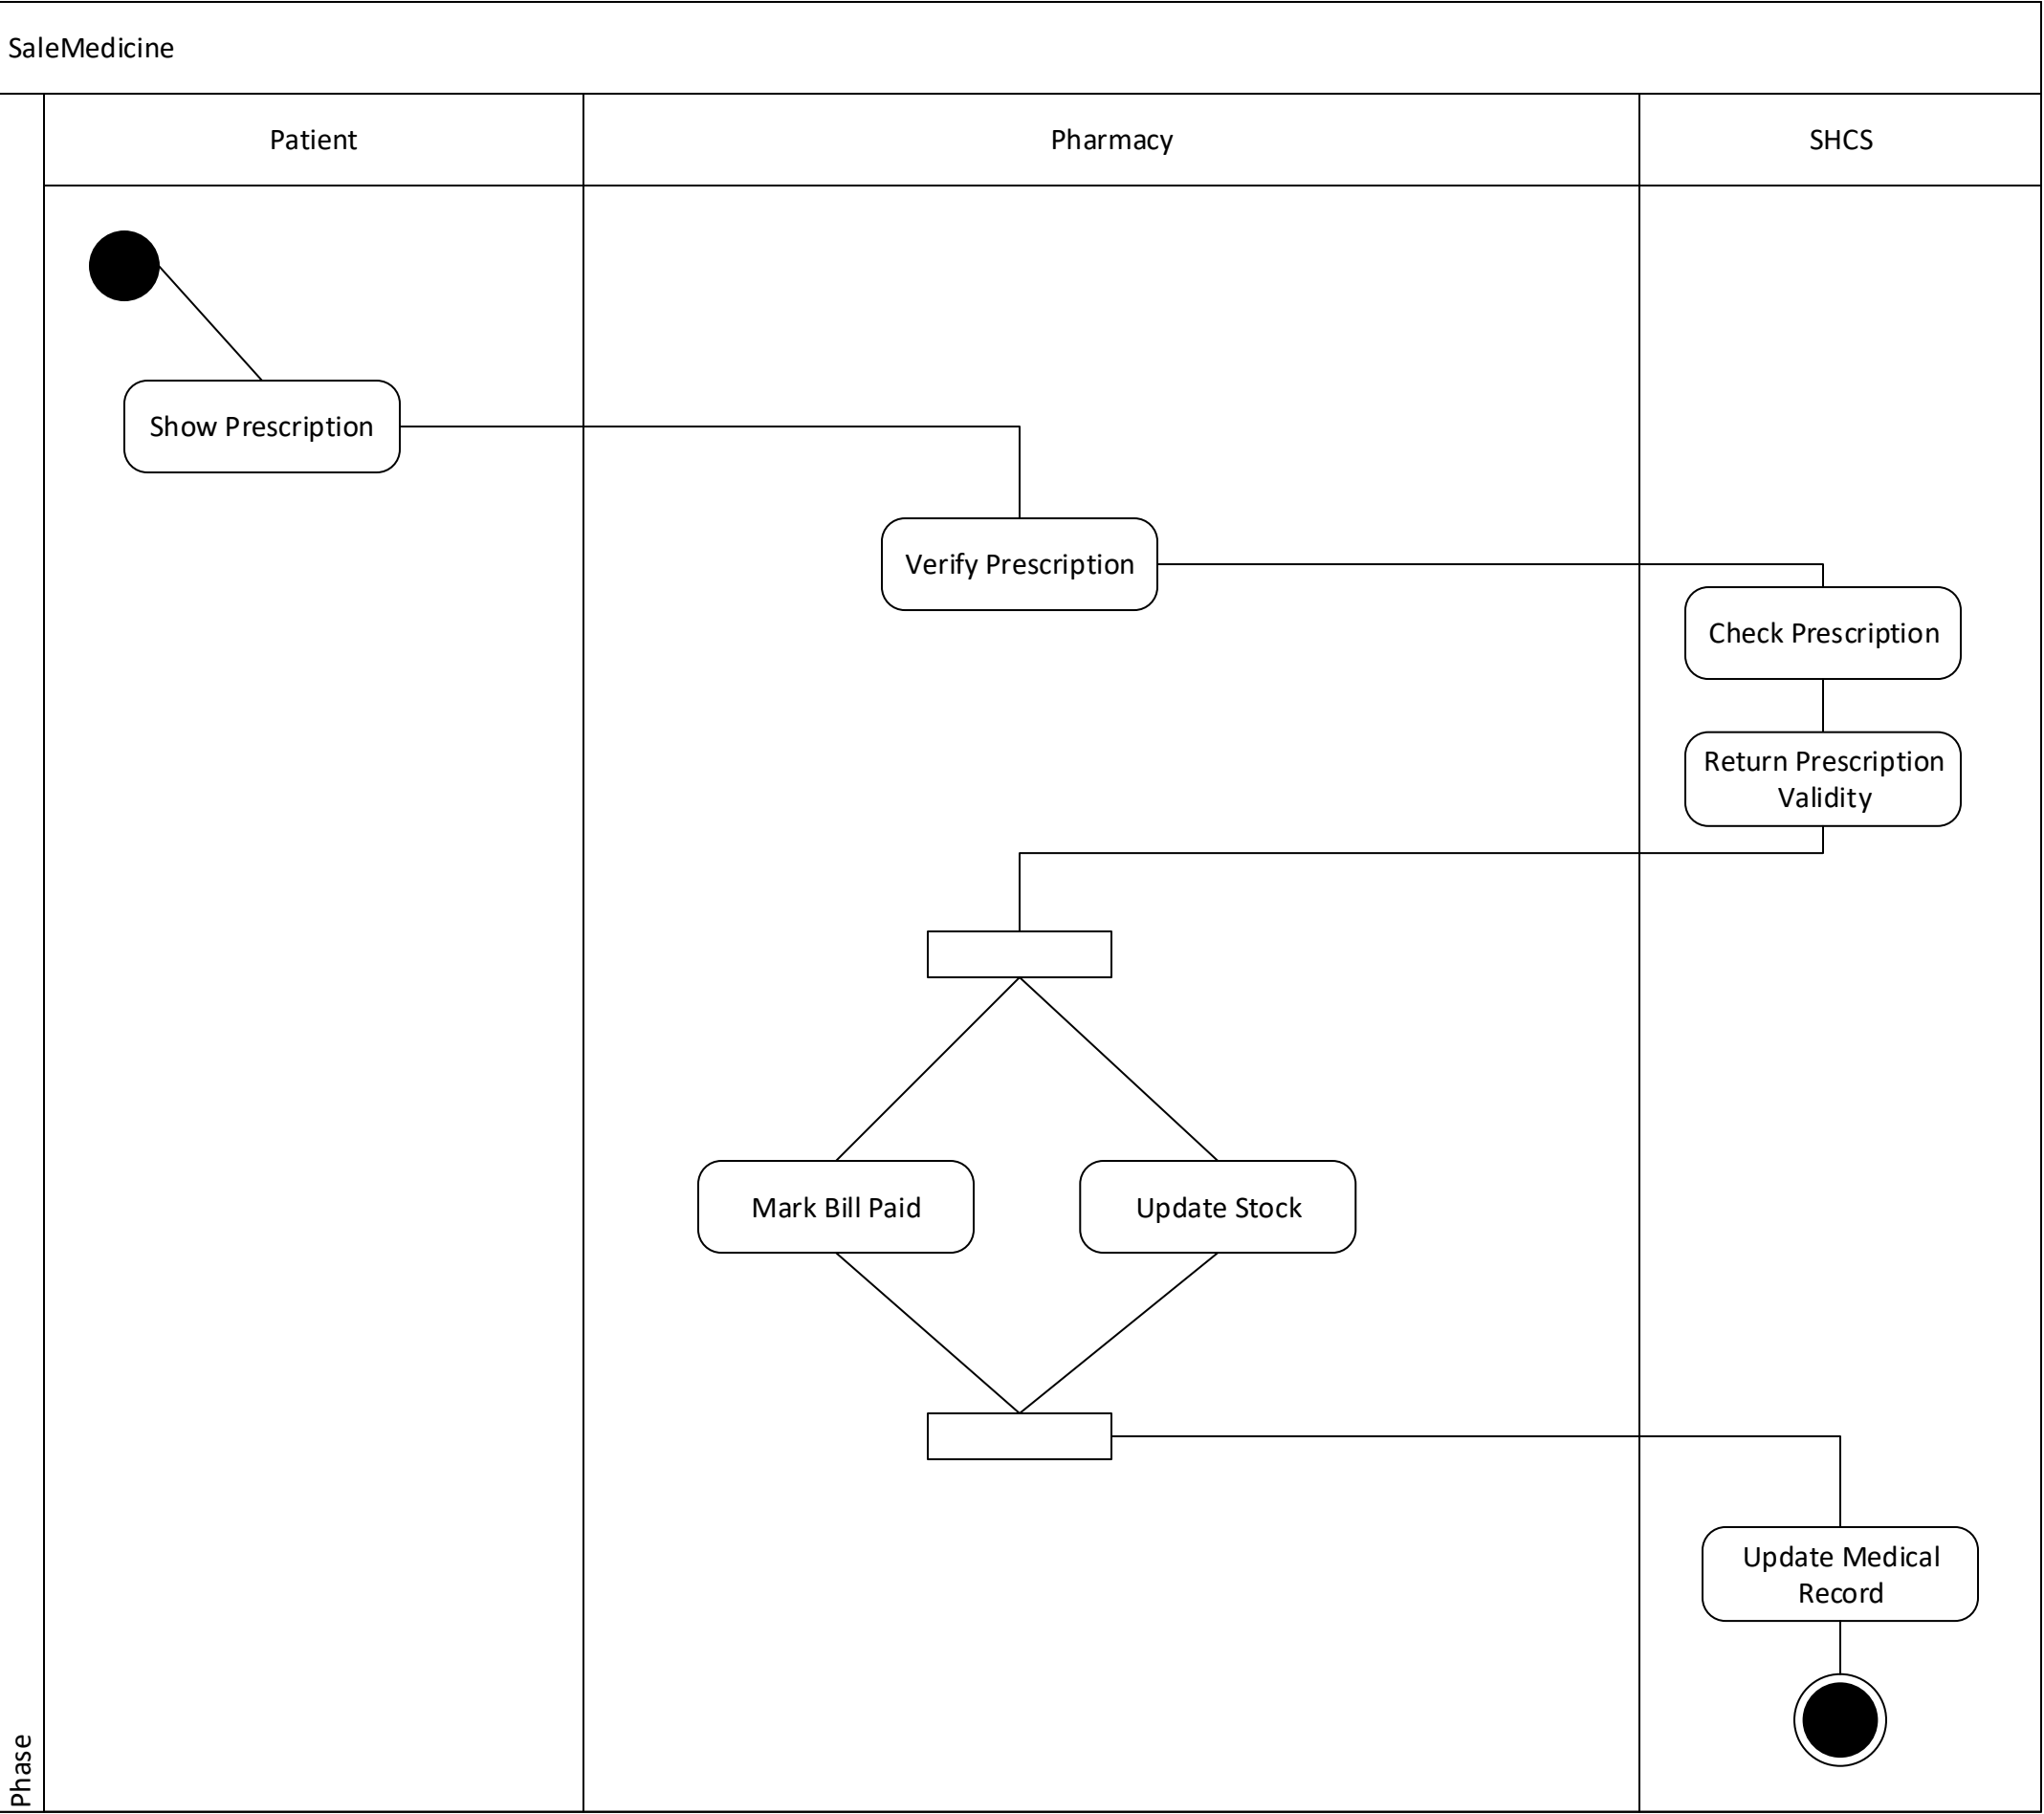 SaleMedicine
Patient
Pharmacy
SHCS
Show Prescription
Verify Prescription
Check Prescription
Return Prescription
Validity
Mark Bill Paid
Update Stock
Update Medical
Record
Phase